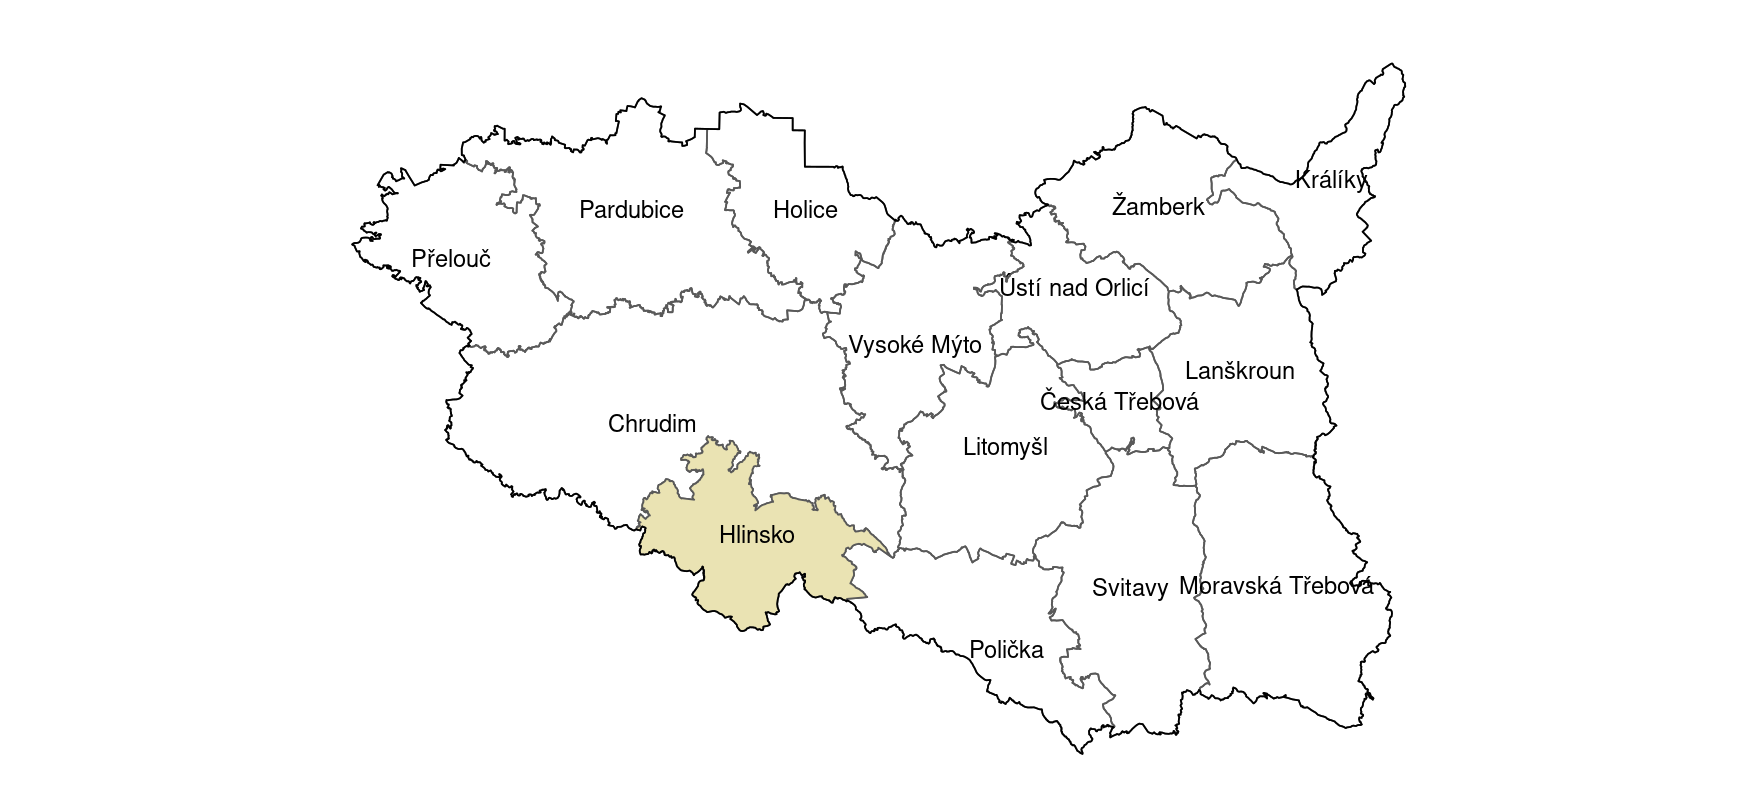 Králíky
Žamberk
Pardubice
Holice
Přelouč
Ústí nad Orlicí
Vysoké Mýto
Lanškroun
Česká Třebová
Chrudim
Litomyšl
Hlinsko
Svitavy
Moravská Třebová
Polička